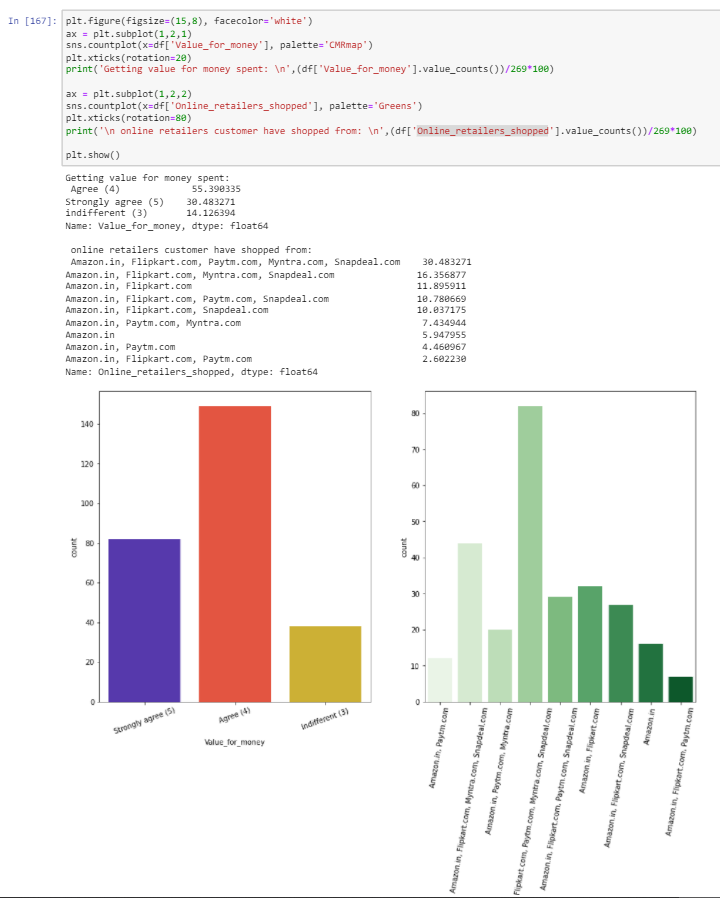 In [167]:
plt.figure(figsize=(15,8), facecolor='white')
ax = plt.subplot(1,2,1)
sns.countplot(x=df['Value_for_money'], palette='CMRmap')
plt.xticks(rotation=20)
print('Getting value for money spent: \n',(df['Value_for_money'].value_counts())/269*100)
ax = plt.subplot(1,2,2)
sns.countplot(x=df['Online_retailers_shopped'], palette='Greens')
plt.xticks(rotation=80)
print('\n online retailers customer have shopped from: \n',(df['Online_retailers_shopped'].value_counts())/269*100)
plt.show()
Getting value for money spent:
Agree (4) 55.390335
Strongly agree (5) 30.483271
indifferent (3) 14.126394
Name: Value_for_money, dtype: float64
online retailers customer have shopped from:
Amazon.in, Flipkart.com, Paytm.com, Myntra.com, Snapdeal.com 30.483271
Amazon.in, Flipkart.com, Myntra.com, Snapdeal.com 16.356877
Amazon.in, Flipkart.com 11.895911
Amazon.in, Flipkart.com, Paytm.com, Snapdeal.com 10.780669
Amazon.in, Flipkart.com, Snapdeal.com 10.037175
Amazon.in, Paytm.com, Myntra.com 7.434944
Amazon.in 5.947955
Amazon.in, Paytm.com 4.460967
Amazon.in, Flipkart.com, Paytm.com 2.602230
Name: Online_retailers_shopped, dtype: float64
140
120
100
80
60
40
20
0
count
Strongly agree (5)
Agree (4)
indifferent (3)
Value_for_money
80
70
60
50
40
30
20
10
0
count
Amazon.in, Paytm.com
Amazon.in, Flipkart.com, Myntra.com, Snapdeal.com
Amazon.in, Paytm.com, Myntra.com
Flipkart.com, Paytm.com, Myntra.com, Snapdeal.com
Amazon.in, Flipkart.com, Paytm.com, Snapdeal.com
Amazon.in, Flipkart.com
Amazon.in, Flipkart.com, Snapdeal.com
Amazon.in
Amazon.in, Flipkart.com, Paytm.com